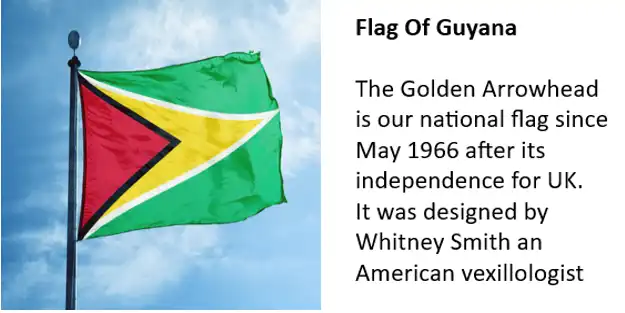 Flag Of Guyana
The Golden Arrowhead
is our national flag since
May 1966 after its
independence for UK.
It was designed by
Whitney Smith an
American vexillologist